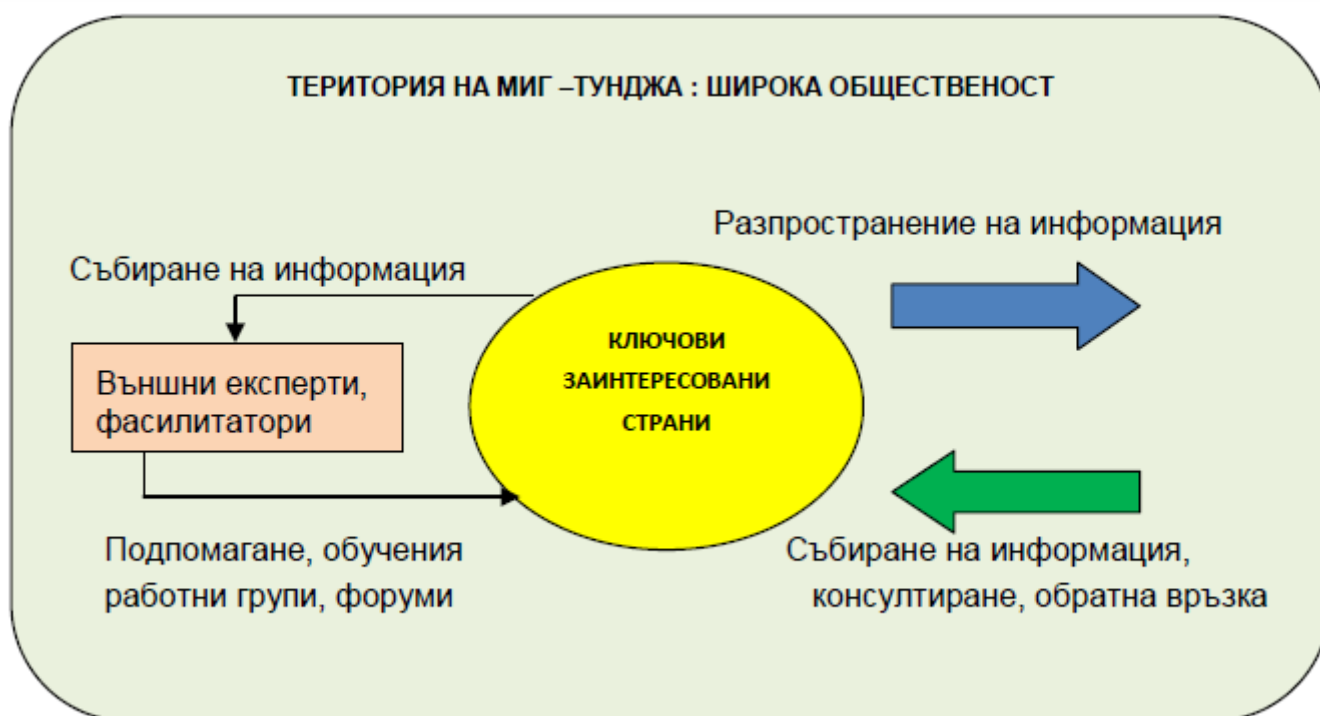 ТЕРИТОРИЯ НА МИГ –ТУНДЖА : ШИРОКА ОБЩЕСТВЕНОСТ
Разпространение на информация
Събиране на информация
КЛЮЧОВИ
ЗАИНТЕРЕСОВАНИ
СТРАНИ
Външни експерти,
фасилитатори
Подпомагане, обучения
работни групи, форуми
Събиране на информация,
консултиране, обратна връзка